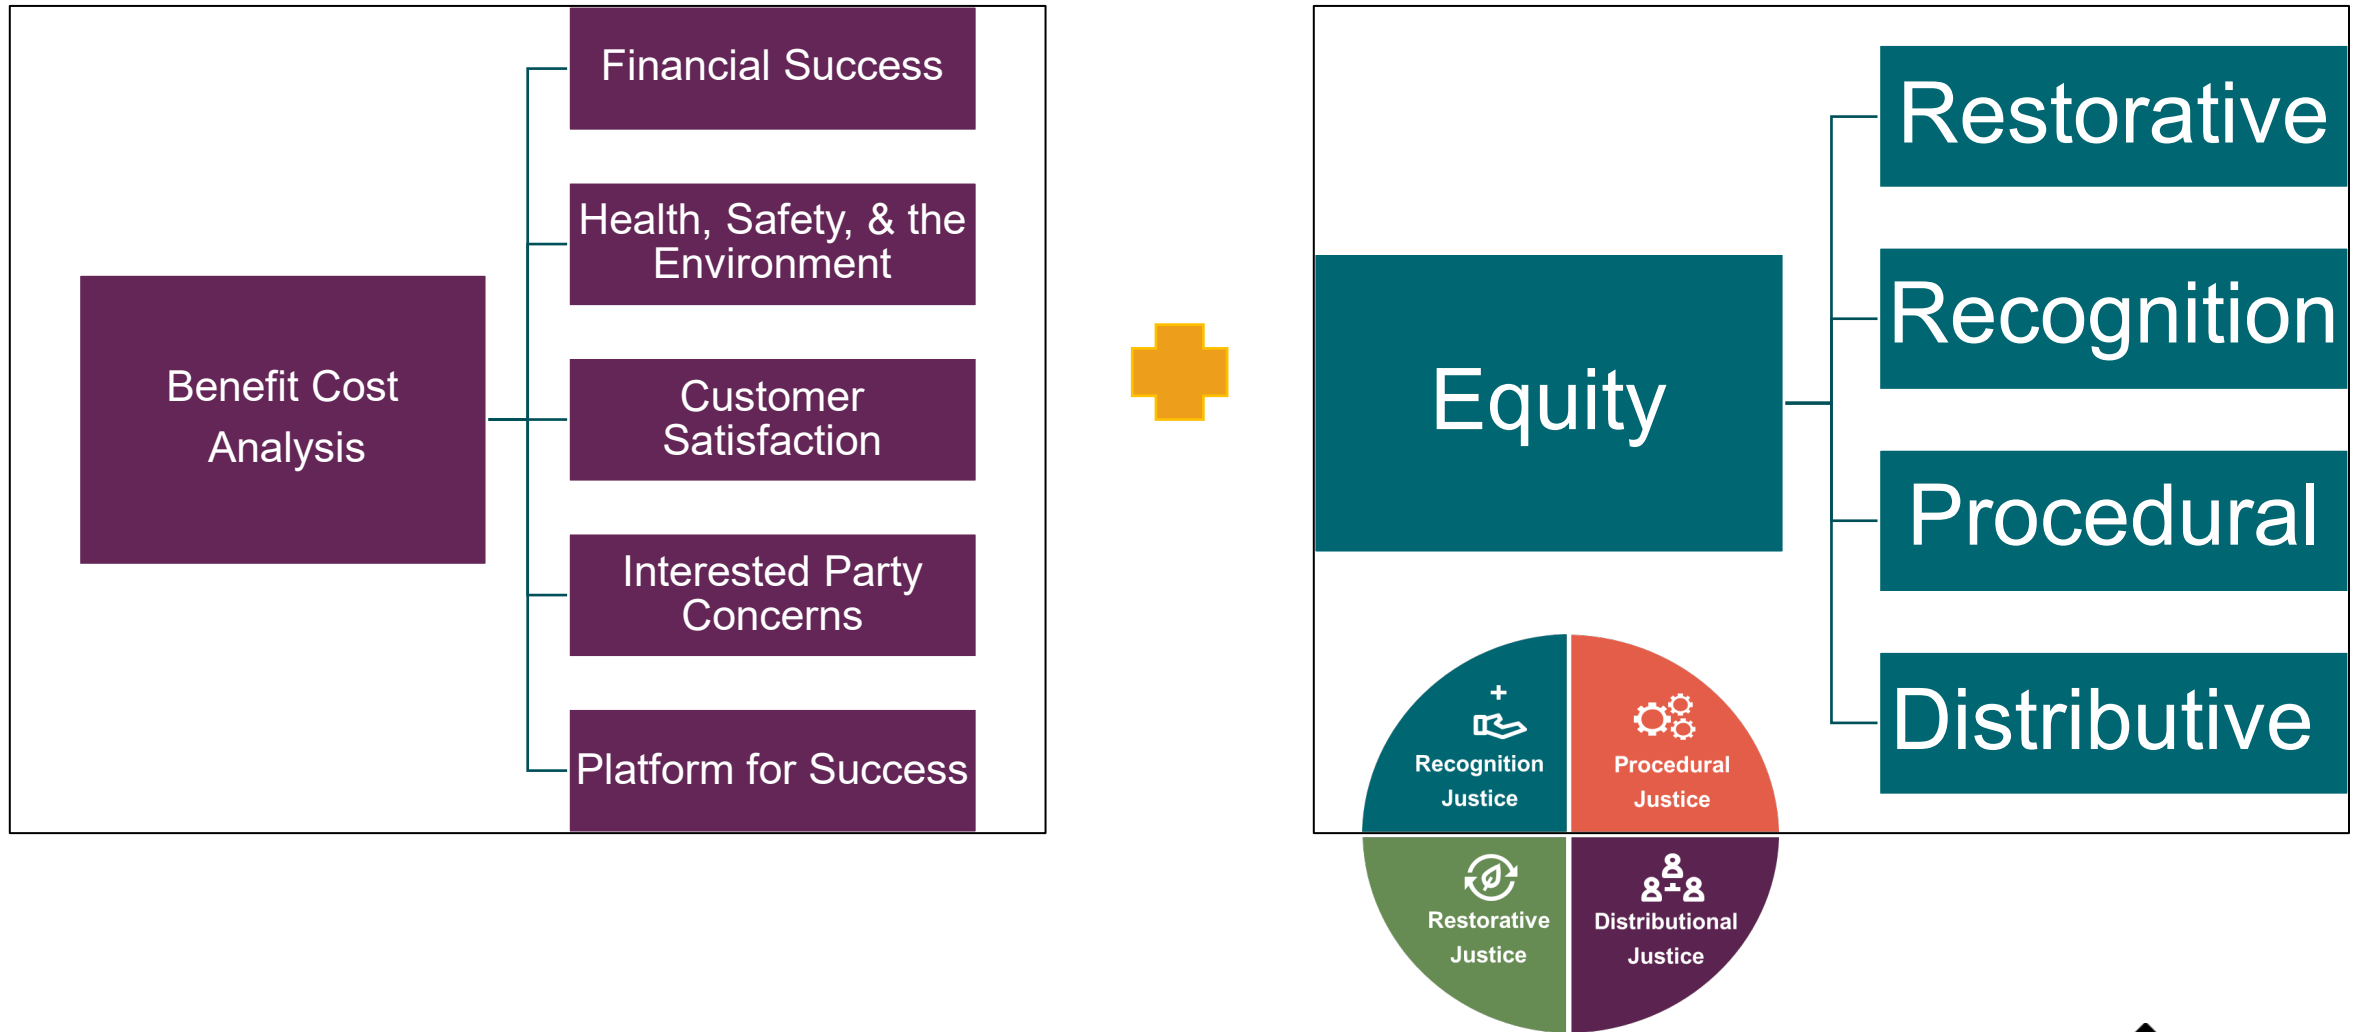 Benefit Cost
Analysis
Financial Success
Health, Safety, & the
Environment
Customer
Satisfaction
Interested Party
Concerns
Platform for Success
Equity
Restorative
Recognition
Procedural
Distributive
Recognition
Justice
Procedural
Justice
Restorative
Justice
Distributional
Justice